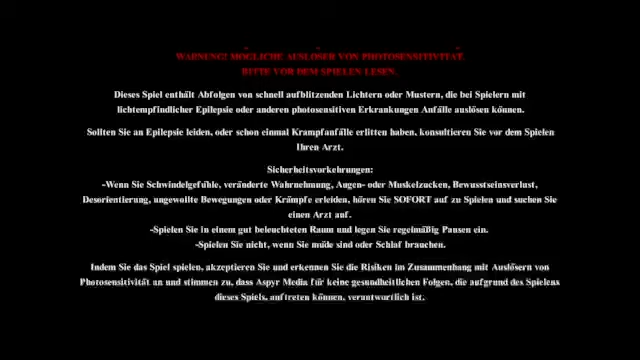 WARNUNG! MÖGLICHE AUSLÖSER VON PHOTOSENSITIVITÄT.
BITTE VOR DEM SPIELEN LESEN.
Dieses Spiel enthält Abfolgen von schnell aufblitzenden Lichtern oder Mustern, die bei Spielern mit
lichtempfindlicher Epilepsie oder anderen photosensitiven Erkrankungen Anfälle auslösen können.
Sollten Sie an Epilepsie leiden, oder schon einmal Krampfanfälle erlitten haben, konsultieren Sie vor dem Spielen
Ihren Arzt.
Sicherheitsvorkehrungen:
-Wenn Sie Schwindelgefühle, veränderte Wahrnehmung, Augen- oder Muskelzucken, Bewusstseinsverlust,
Desorientierung, ungewollte Bewegungen oder Krämpfe erleiden, hören Sie SOFORT auf zu Spielen und suchen Sie
einen Arzt auf.
-Spielen Sie in einem gut beleuchteten Raum und legen Sie regelmäßig Pausen ein.
-Spielen Sie nicht, wenn Sie müde sind oder Schlaf brauchen.
Indem Sie das Spiel spielen, akzeptieren Sie und erkennen Sie die Risiken im Zusammenhang mit Auslösern von
Photosensitivität an und stimmen zu, dass Aspyr Media für keine gesundheitlichen Folgen, die aufgrund des Spielens
dieses Spiels, auftreten können, verantwortlich ist.